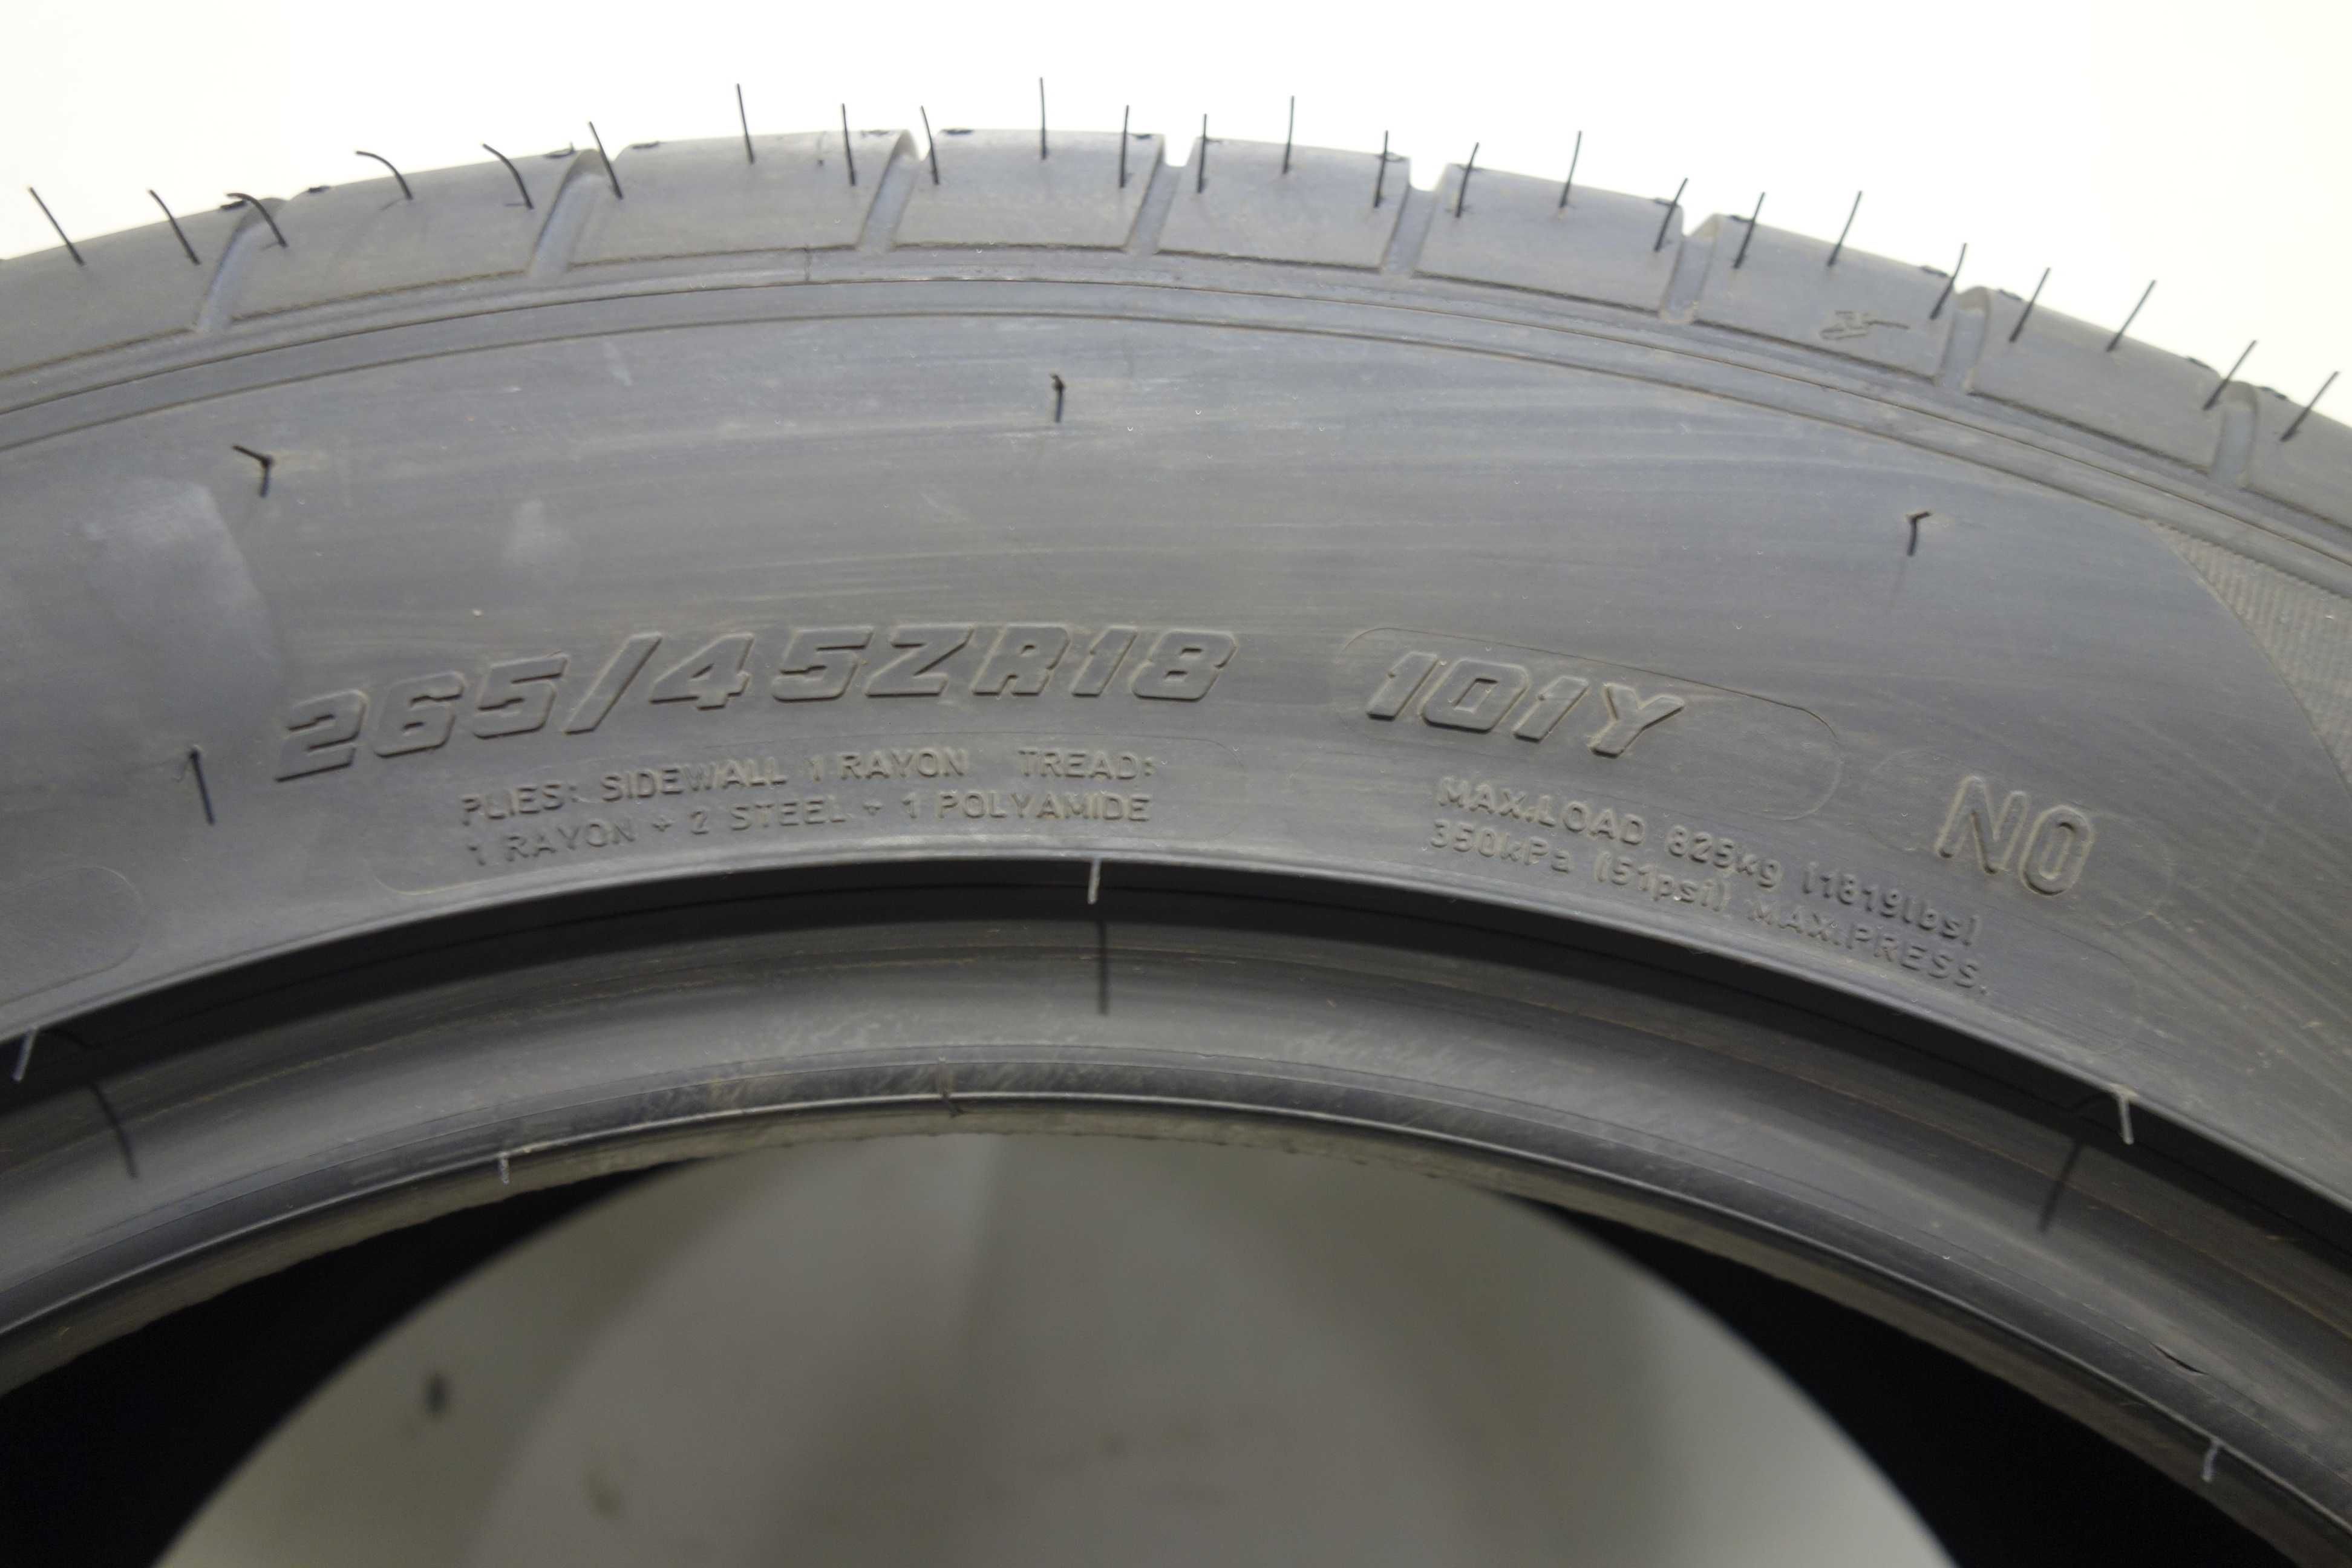 265/45ZR18 101Y
PLIES: SIDEWALL 1 RAYON TREAD:
1 RAYON + 2 STEEL + 1 POLYAMIDE
MAX.LOAD 825kg (1819lbs)
350kPa (51psi) MAX.PRESS.
N0